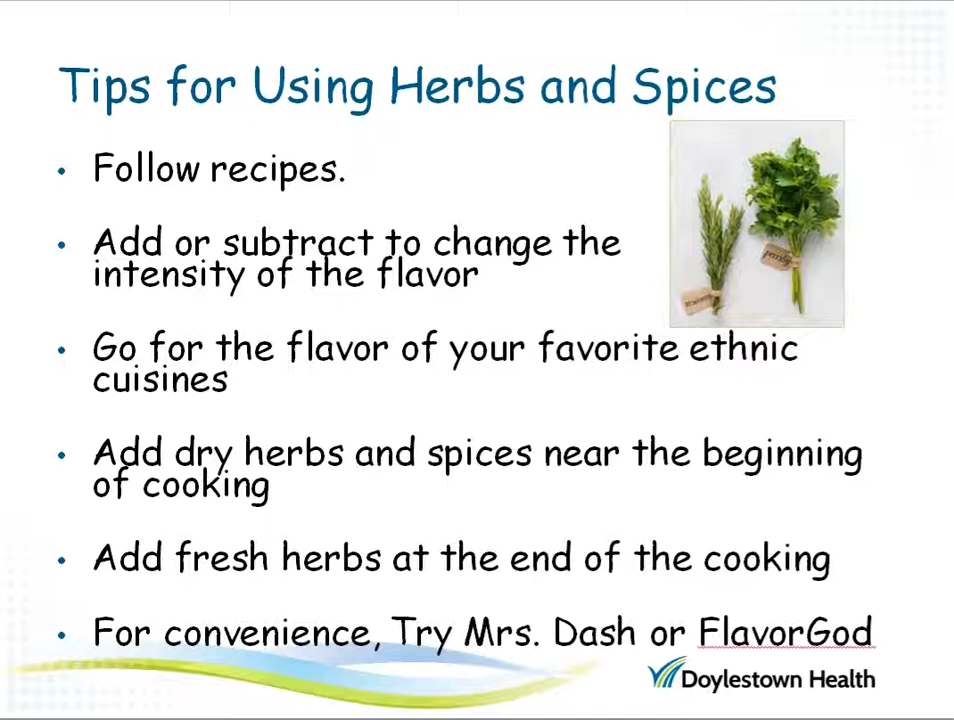 Tips for Using Herbs and Spices
• Follow recipes.
• Add or subtract to change the
intensity of the flavor
parsley
• Go for the flavor of your favorite ethnic
cuisines
• Add dry herbs and spices near the beginning
of cooking
• Add fresh herbs at the end of the cooking
• For convenience, Try Mrs. Dash or FlavorGod
Doylestown Health